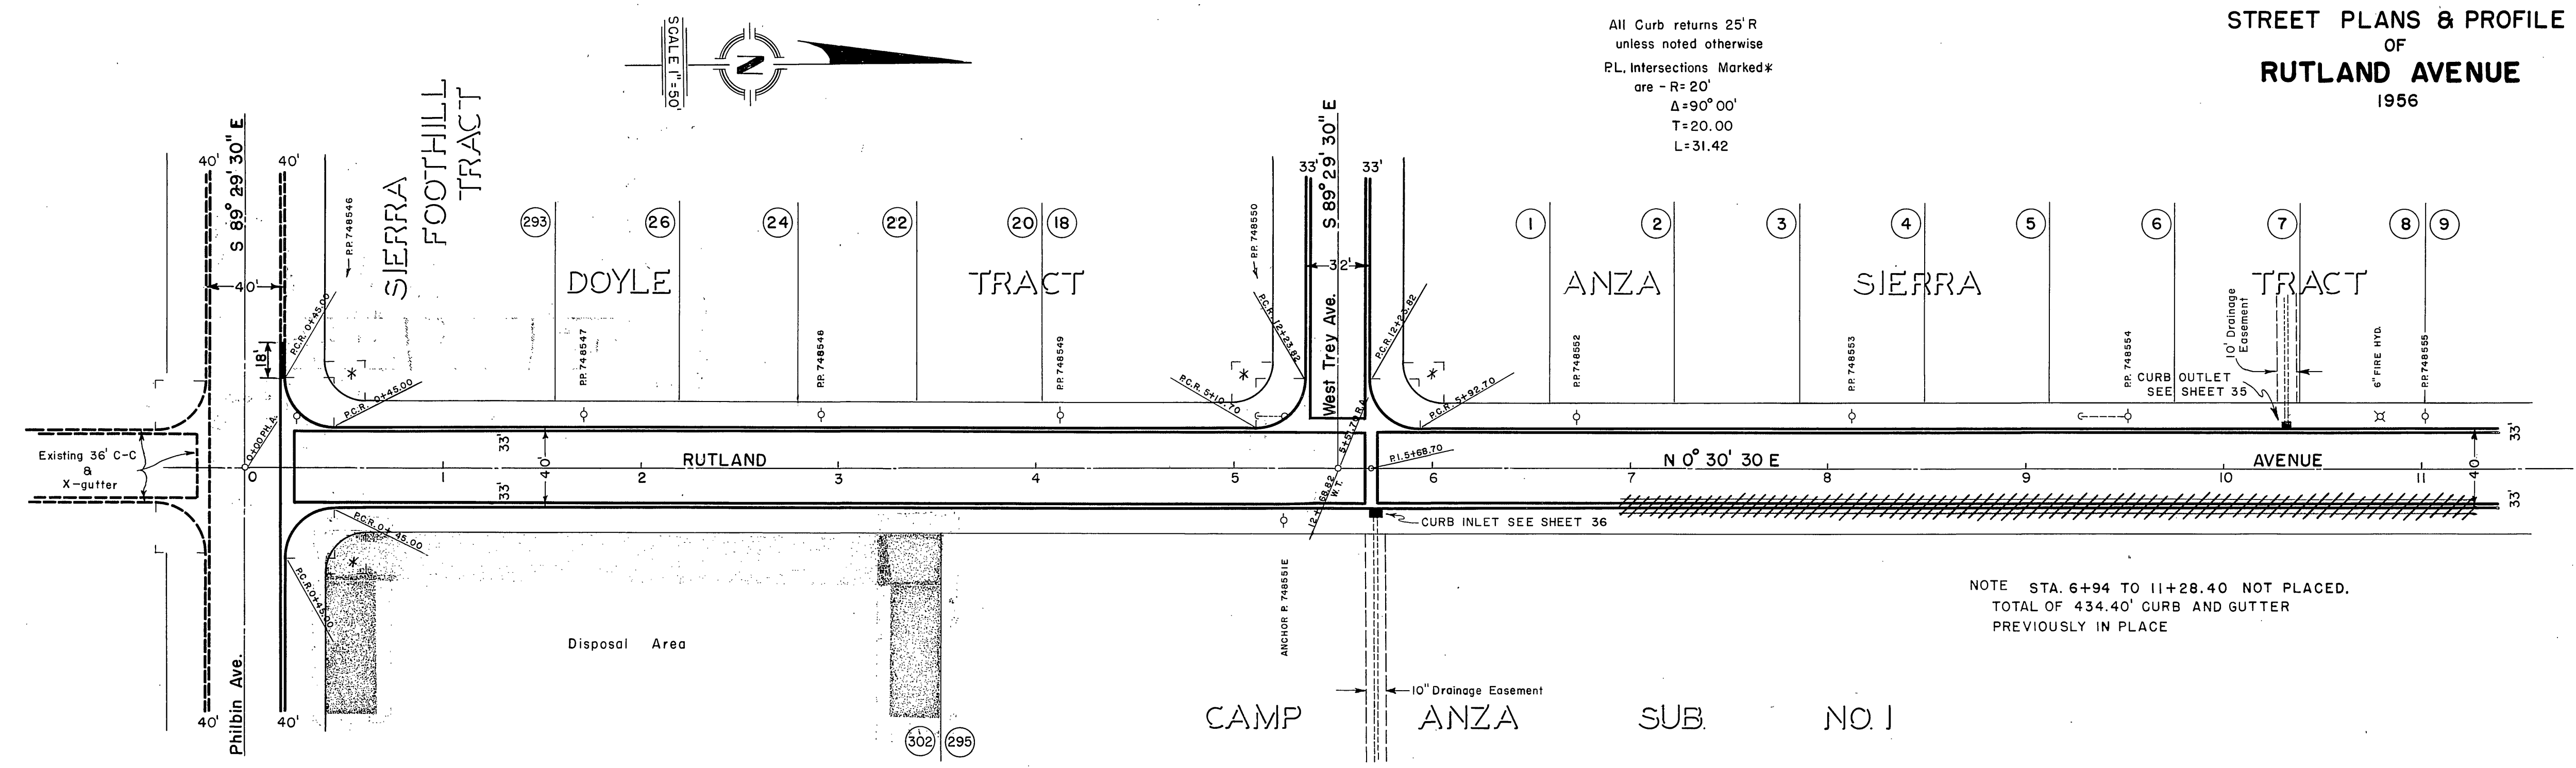 STREET PLANS & PROFILE
OF
RUTLAND AVENUE
1956
All Curb returns 25' R
unless noted otherwise
P.L. Intersections Marked*
are - R= 20'
Δ=90° 00'
T=20.00
L=31.42
SCALE 1"=50'
N
40'
S 89° 29' 30" E
40'
P.P. 748546
SIERRA
FOOTHILL
TRACT
293
26
24
22
20
18
DOYLE
TRACT
P.P. 748550
33'
S 89° 29' 30" E
33'
1
2
3
4
5
6
7
8
9
ANZA
SIERRA
TRACT
40'
32'
P.C.R. 0+45.00
18'
*
P.C.R. 0+45.00
P.P. 748547
P.P. 748548
P.P. 748549
P.C.R. 12+23.82
*
P.C.R. 5+10.70
West Trey Ave.
P.C.R. 12+23.82
*
P.C.R. 5+92.70
P.P. 748552
P.P. 748553
P.P. 748554
10' Drainage
Easement
CURB OUTLET
SEE SHEET 35
6" FIRE HYD.
P.P. 748555
Existing 36' C-C
&
X-gutter
0+00 PH. A.
33'
40'
33'
RUTLAND
N 0° 30' 30 E
AVENUE
33'
40
33'
0
1
2
3
4
5
6
7
8
9
10
11
P.I. 5+68.70
W.T.
CURB INLET SEE SHEET 36
P.C.R. 0+45.00
*
P.C.R. 0+45.00
Disposal Area
ANCHOR P. 748551E
NOTE STA. 6+94 TO 11+28.40 NOT PLACED.
TOTAL OF 434.40' CURB AND GUTTER
PREVIOUSLY IN PLACE
10" Drainage Easement
Philbin Ave.
40'
40'
302
295
CAMP
ANZA
SUB.
NO. 1